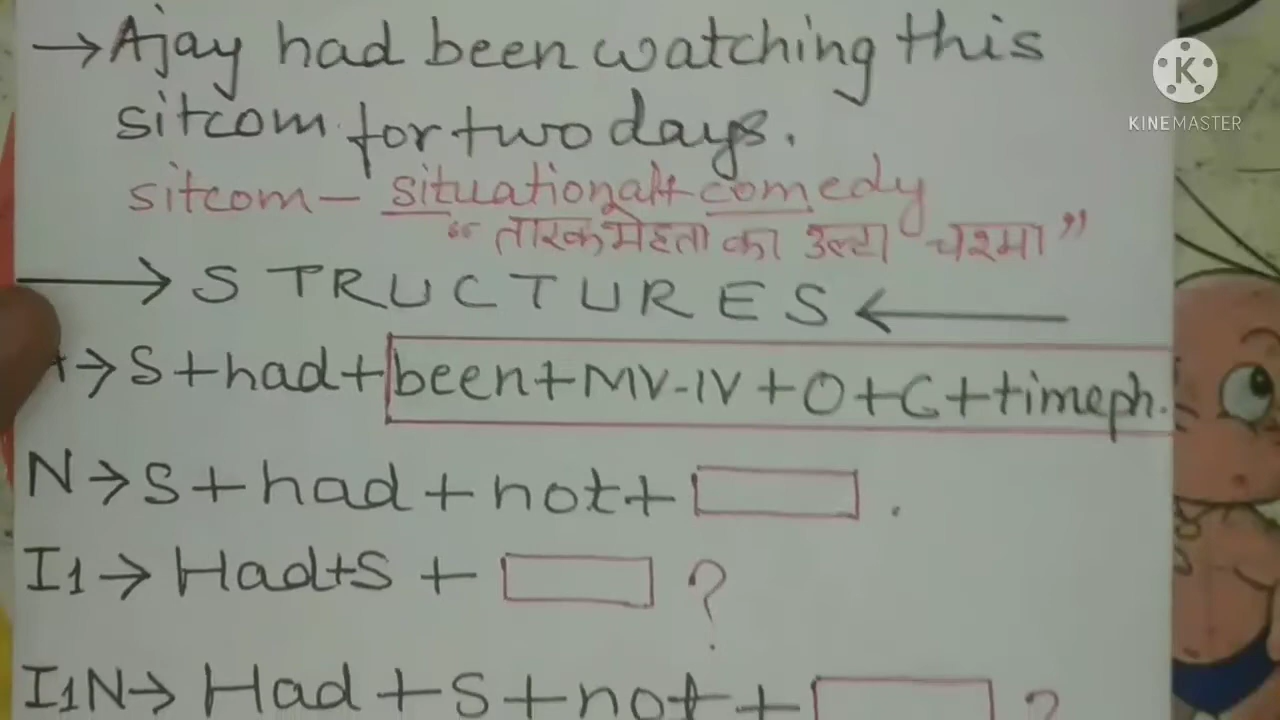 →Ajay had been watching this
sitcom for two days.
sitcom - situational + comedy
"तारक मेहता का उल्टा चश्मा"
→ STRUCTURES ←
→ S + had + been + MV-IV + O + C + timeph.
N→ S + had + not + .
I1→ Had + S + ?
I1N→ Had + S + not + ?
K
KINEMASTER